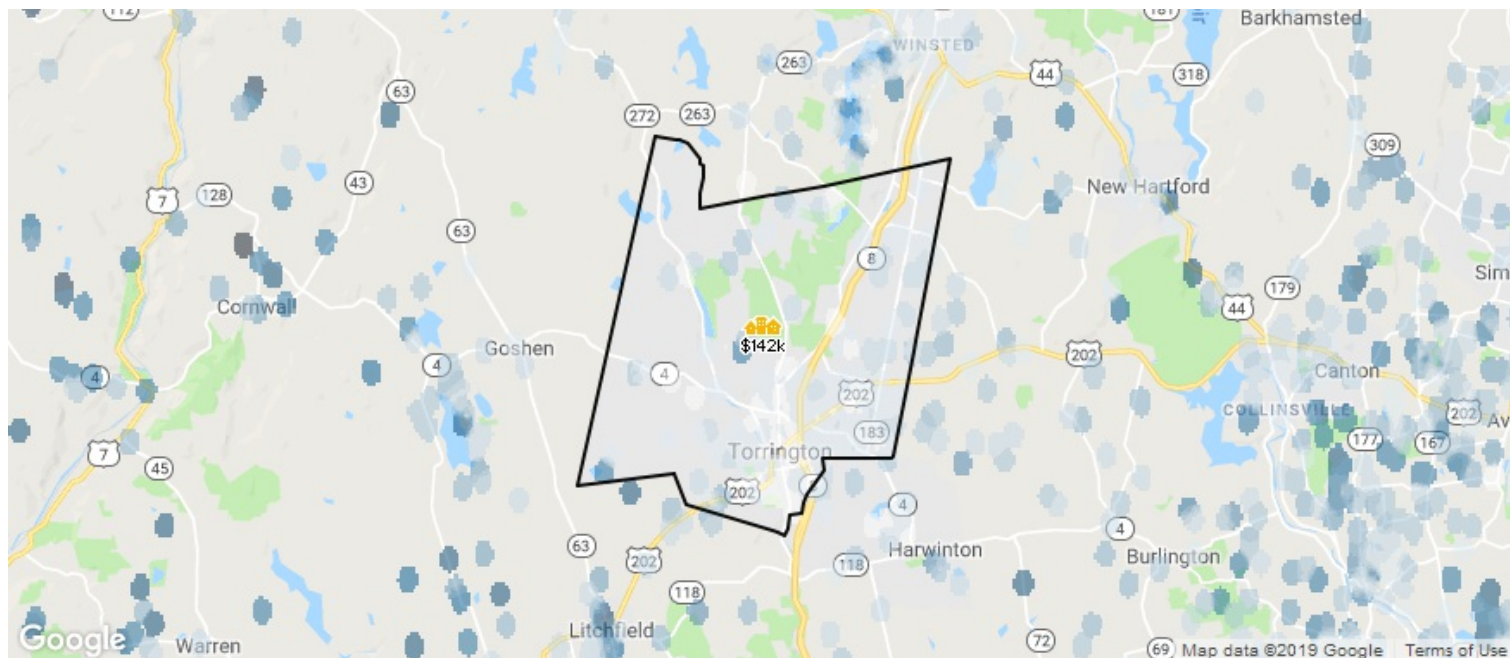 112
181
Barkhamsted
WINSTED
263
44
318
63
272
263
309
43
New Hartford
128
7
63
8
Sim
179
Cornwall
44
$142k
Goshen
202
4
4
4
Canton
202
COLLINSVILLE
202
Av
183
177
167
Torrington
7
45
202
4
4
63
Harwinton
Burlington
202
118
118
Litchfield
72
Google
Warren
69
Map data ©2019 Google
Terms of Use